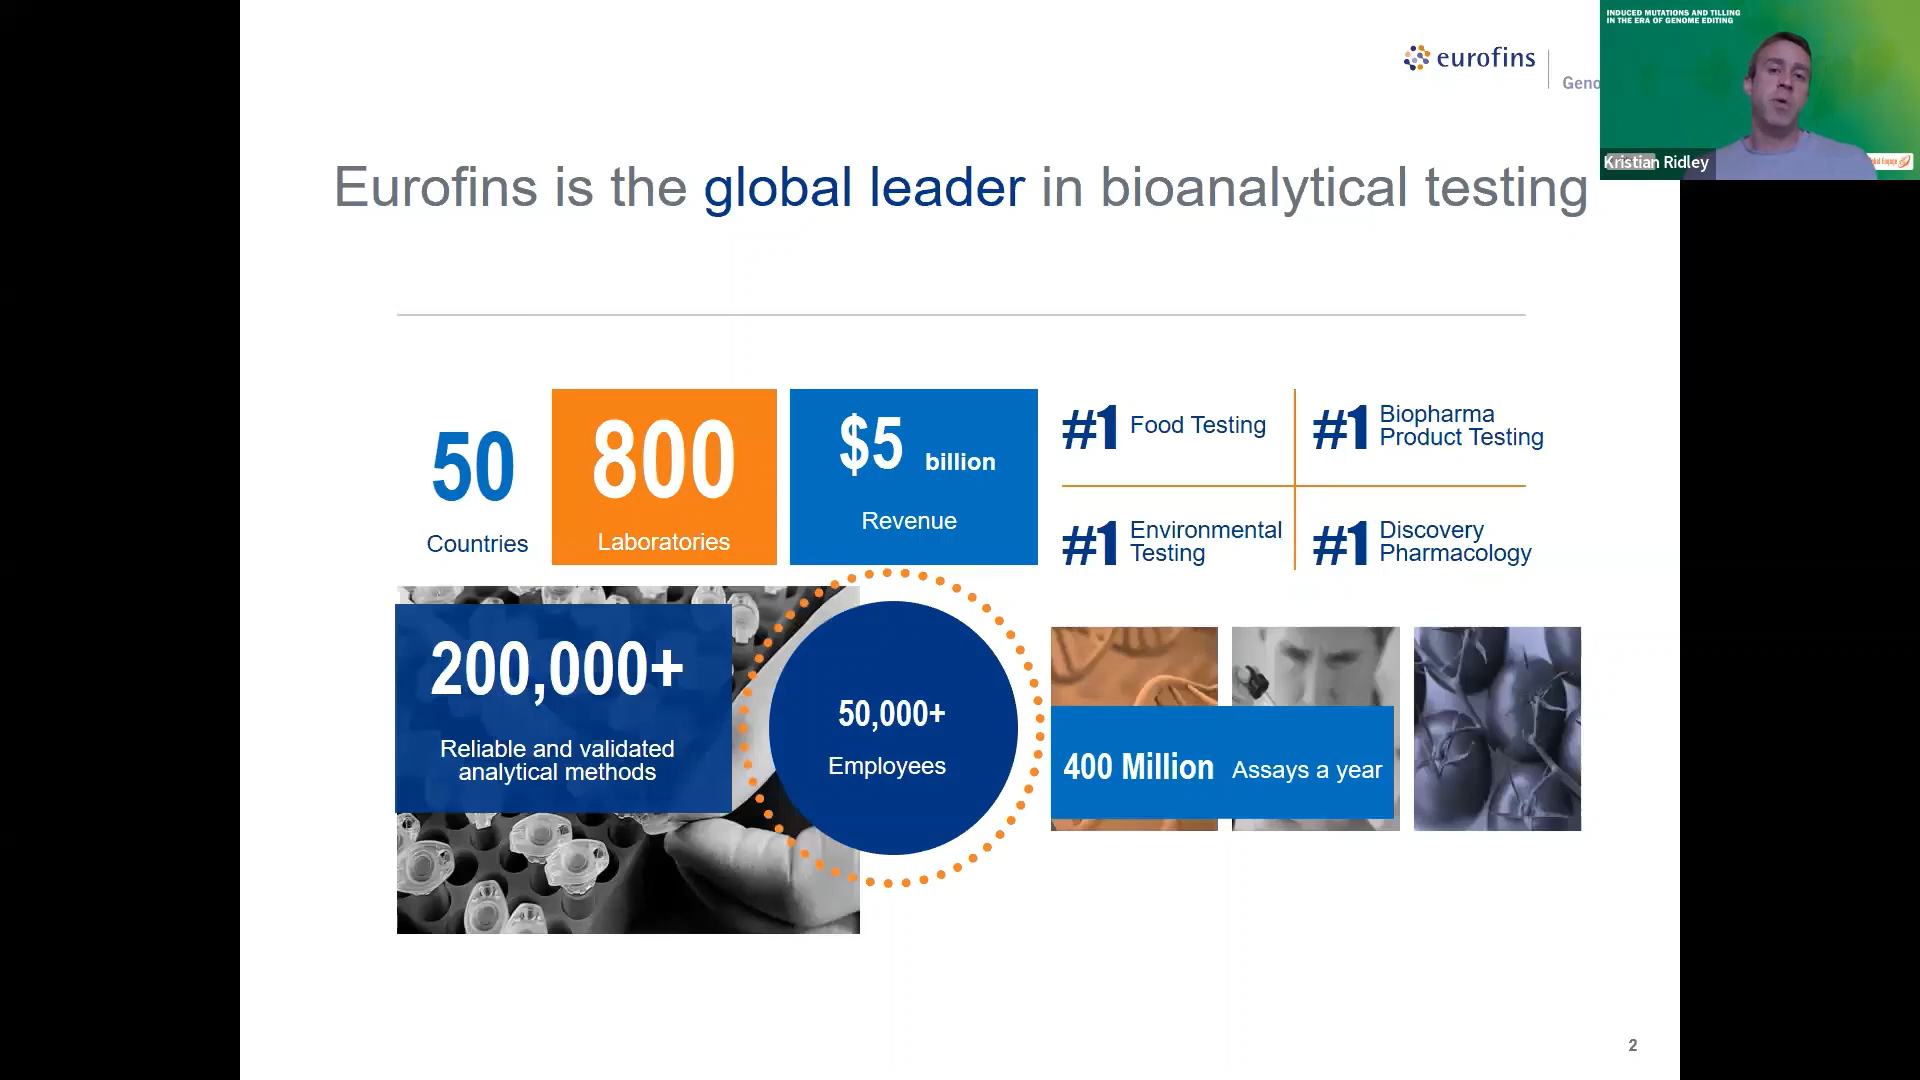 INDUCED MUTATIONS AND TILLING
IN THE ERA OF GENOME EDITING
eurofins
Geno
Kristian Ridley
Eurofins is the global leader in bioanalytical testing
50
Countries
800
Laboratories
$5 billion
Revenue
#1 Food Testing
#1 Biopharma
Product Testing
#1 Environmental
Testing
#1 Discovery
Pharmacology
200,000+
Reliable and validated
analytical methods
50,000+
Employees
400 Million Assays a year
2